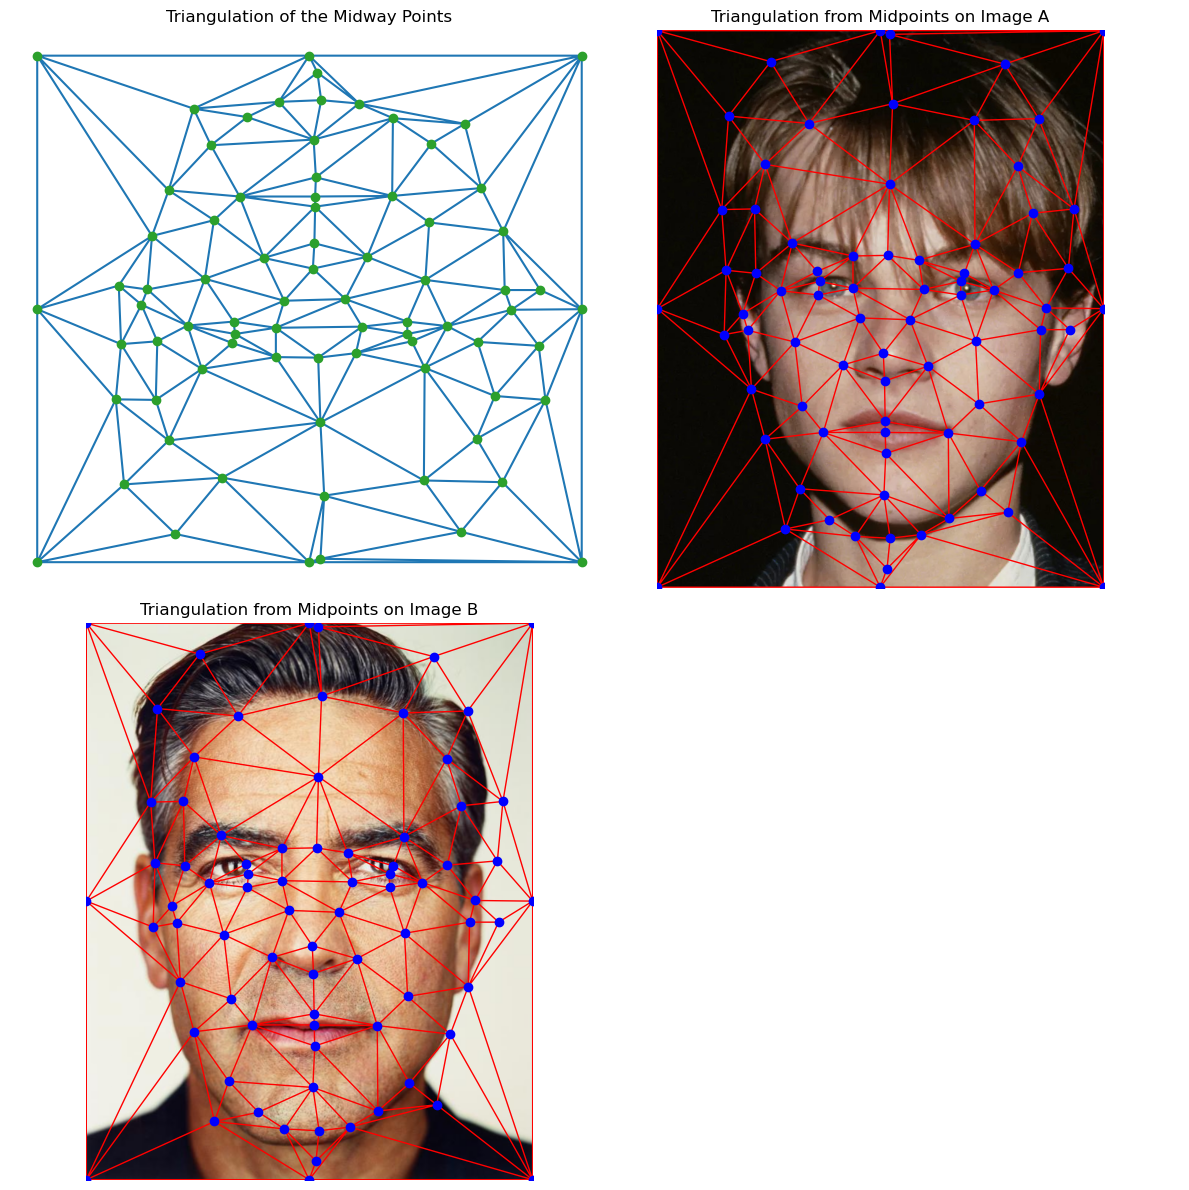 Triangulation of the Midway Points
Triangulation from Midpoints on Image A
Triangulation from Midpoints on Image B